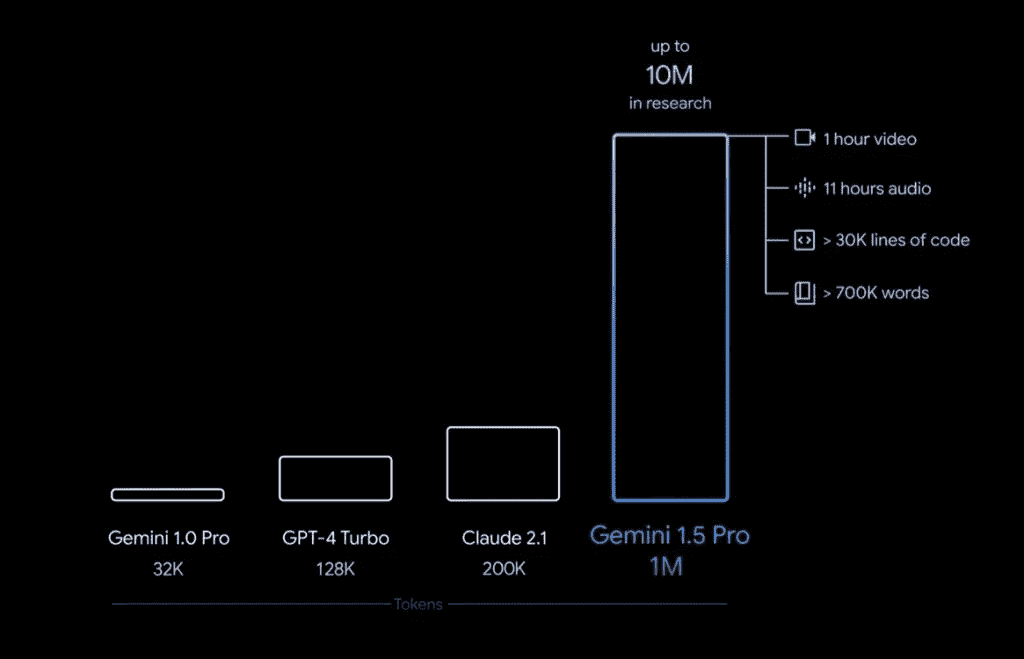 up to
10M
in research
1 hour video
11 hours audio
> 30K lines of code
> 700K words
Gemini 1.0 Pro
32K
GPT-4 Turbo
128K
Claude 2.1
200K
Gemini 1.5 Pro
1M
Tokens